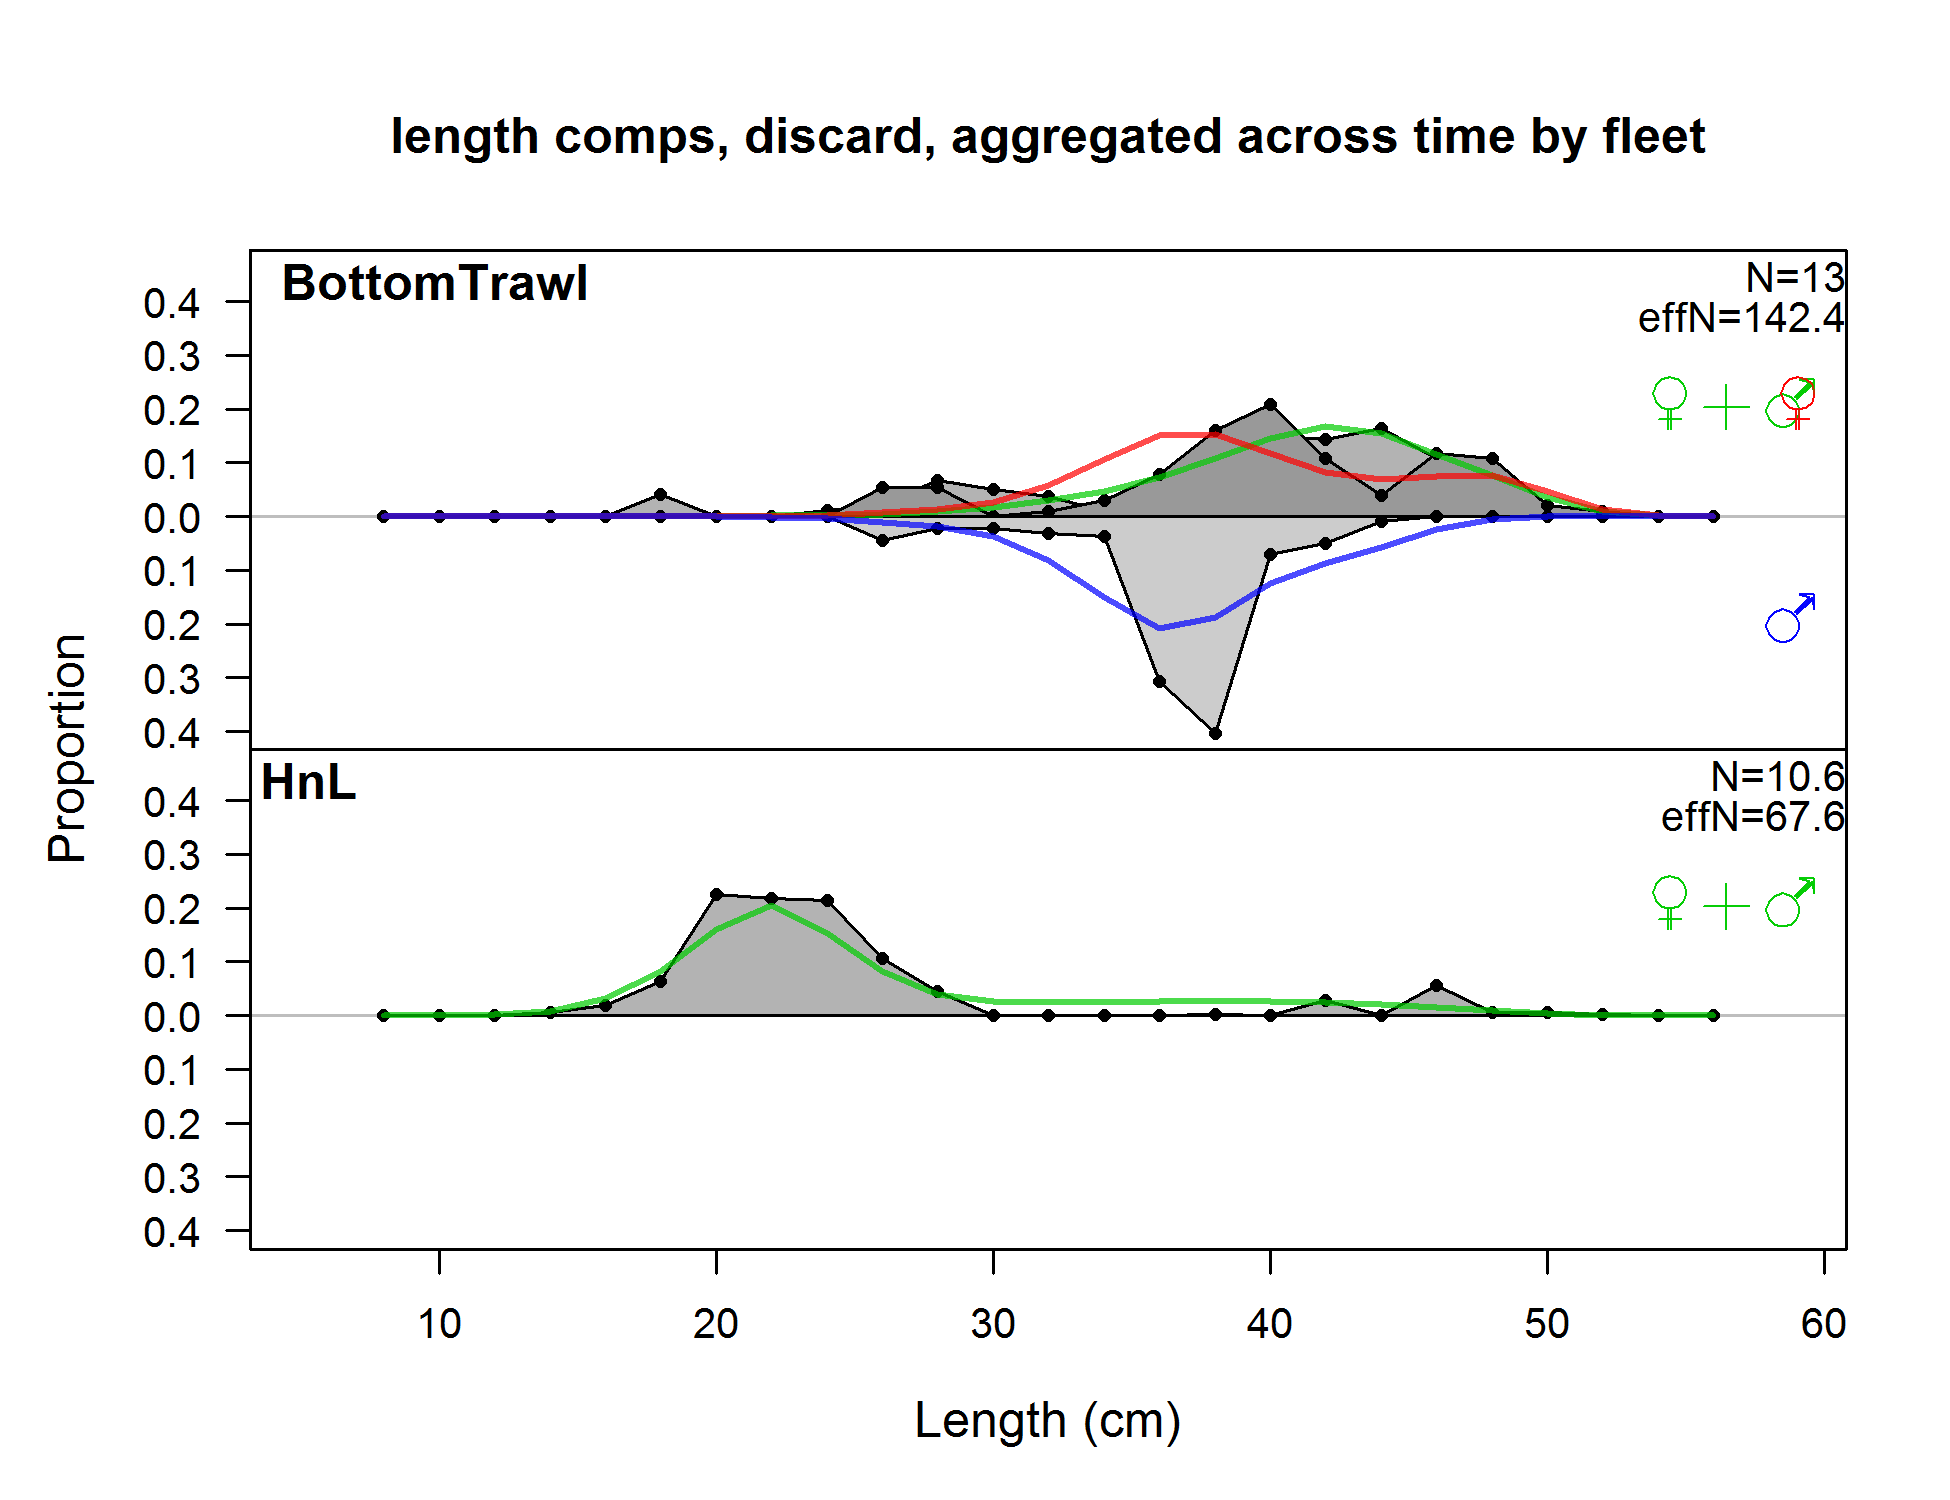 length comps, discard, aggregated across time by fleet
BottomTrawl
N=13
effN=142.4
♀ + ♂ ♀
♂
0.4
0.3
0.2
0.1
0.0
0.1
0.2
0.3
0.4
HnL
N=10.6
effN=67.6
♀ + ♂
0.4
0.3
0.2
0.1
0.0
0.1
0.2
0.3
0.4
Proportion
10 20 30 40 50 60
Length (cm)